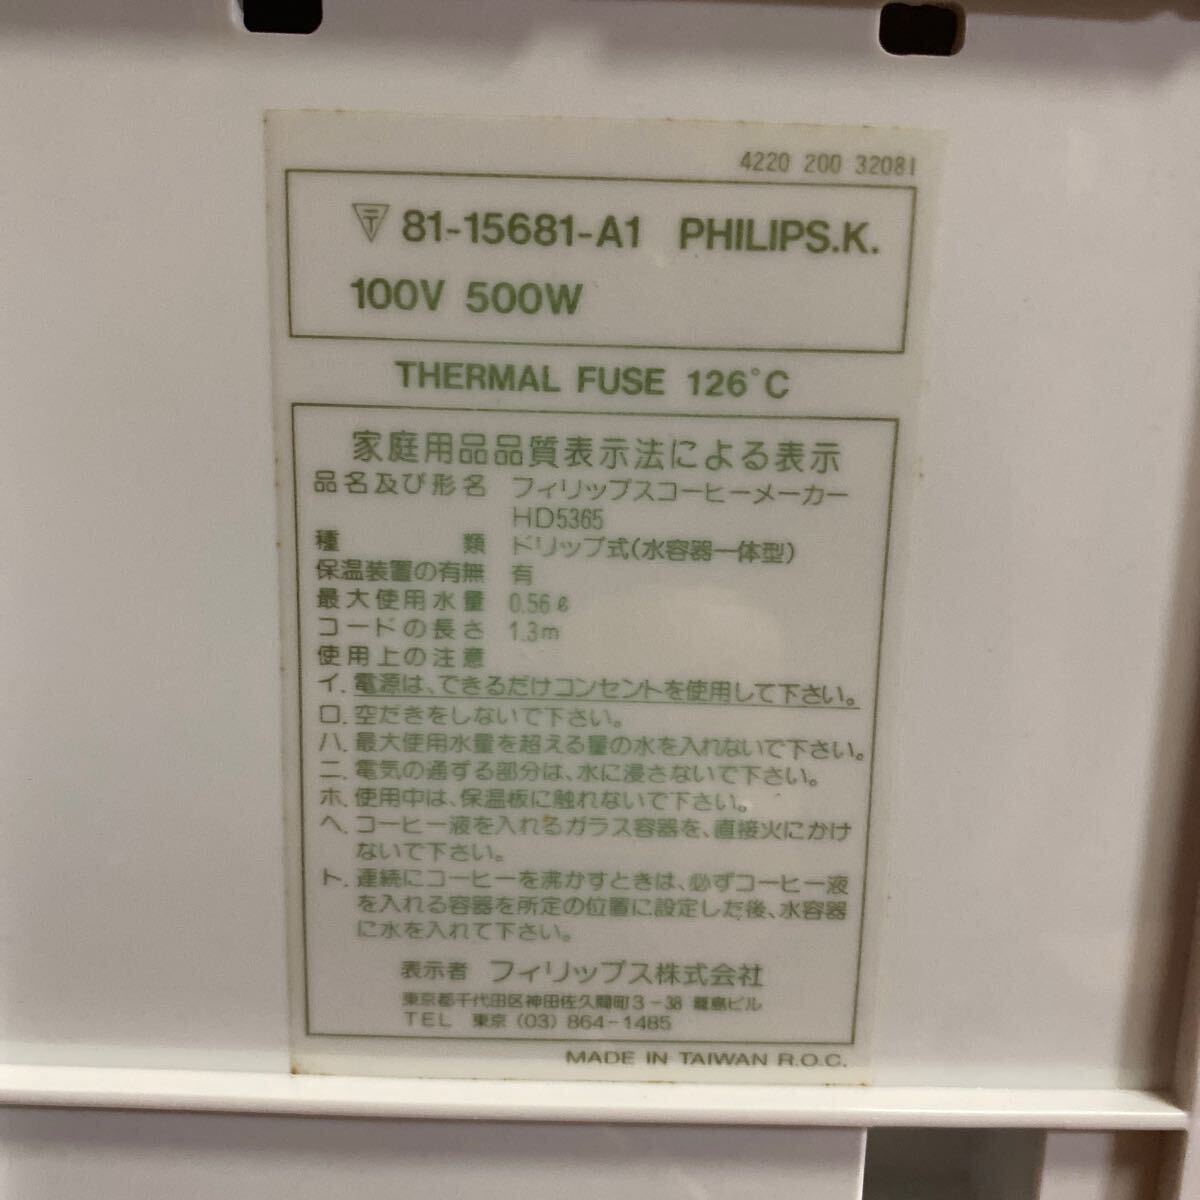 4220 200 32081
〒 81-15681-A1 PHILIPS.K.
100V 500W
THERMAL FUSE 126°C
家庭用品品質表示法による表示
品名及び形名 フィリップスコーヒーメーカー
HD5365
種類 ドリップ式(水容器一体型)
保温装置の有無 有
最大使用水量 0.56ℓ
コードの長さ 1.3m
使用上の注意
イ. 電源は、できるだけコンセントを使用して下さい。
ロ. 空だきをしないで下さい。
ハ. 最大使用水量を超える量の水を入れないで下さい。
ニ. 電気の通ずる部分は、水に浸さないで下さい。
ホ. 使用中は、保温板に触れないで下さい。
ヘ. コーヒー液を入れるガラス容器を、直接火にかけ
ないで下さい。
ト. 連続にコーヒーを沸かすときは、必ずコーヒー液
を入れる容器を所定の位置に設定した後、水容器
に水を入れて下さい。
表示者 フィリップス株式会社
東京都千代田区神田佐久間町3-38 龍島ビル
TEL 東京 (03) 864-1485
MADE IN TAIWAN R.O.C.